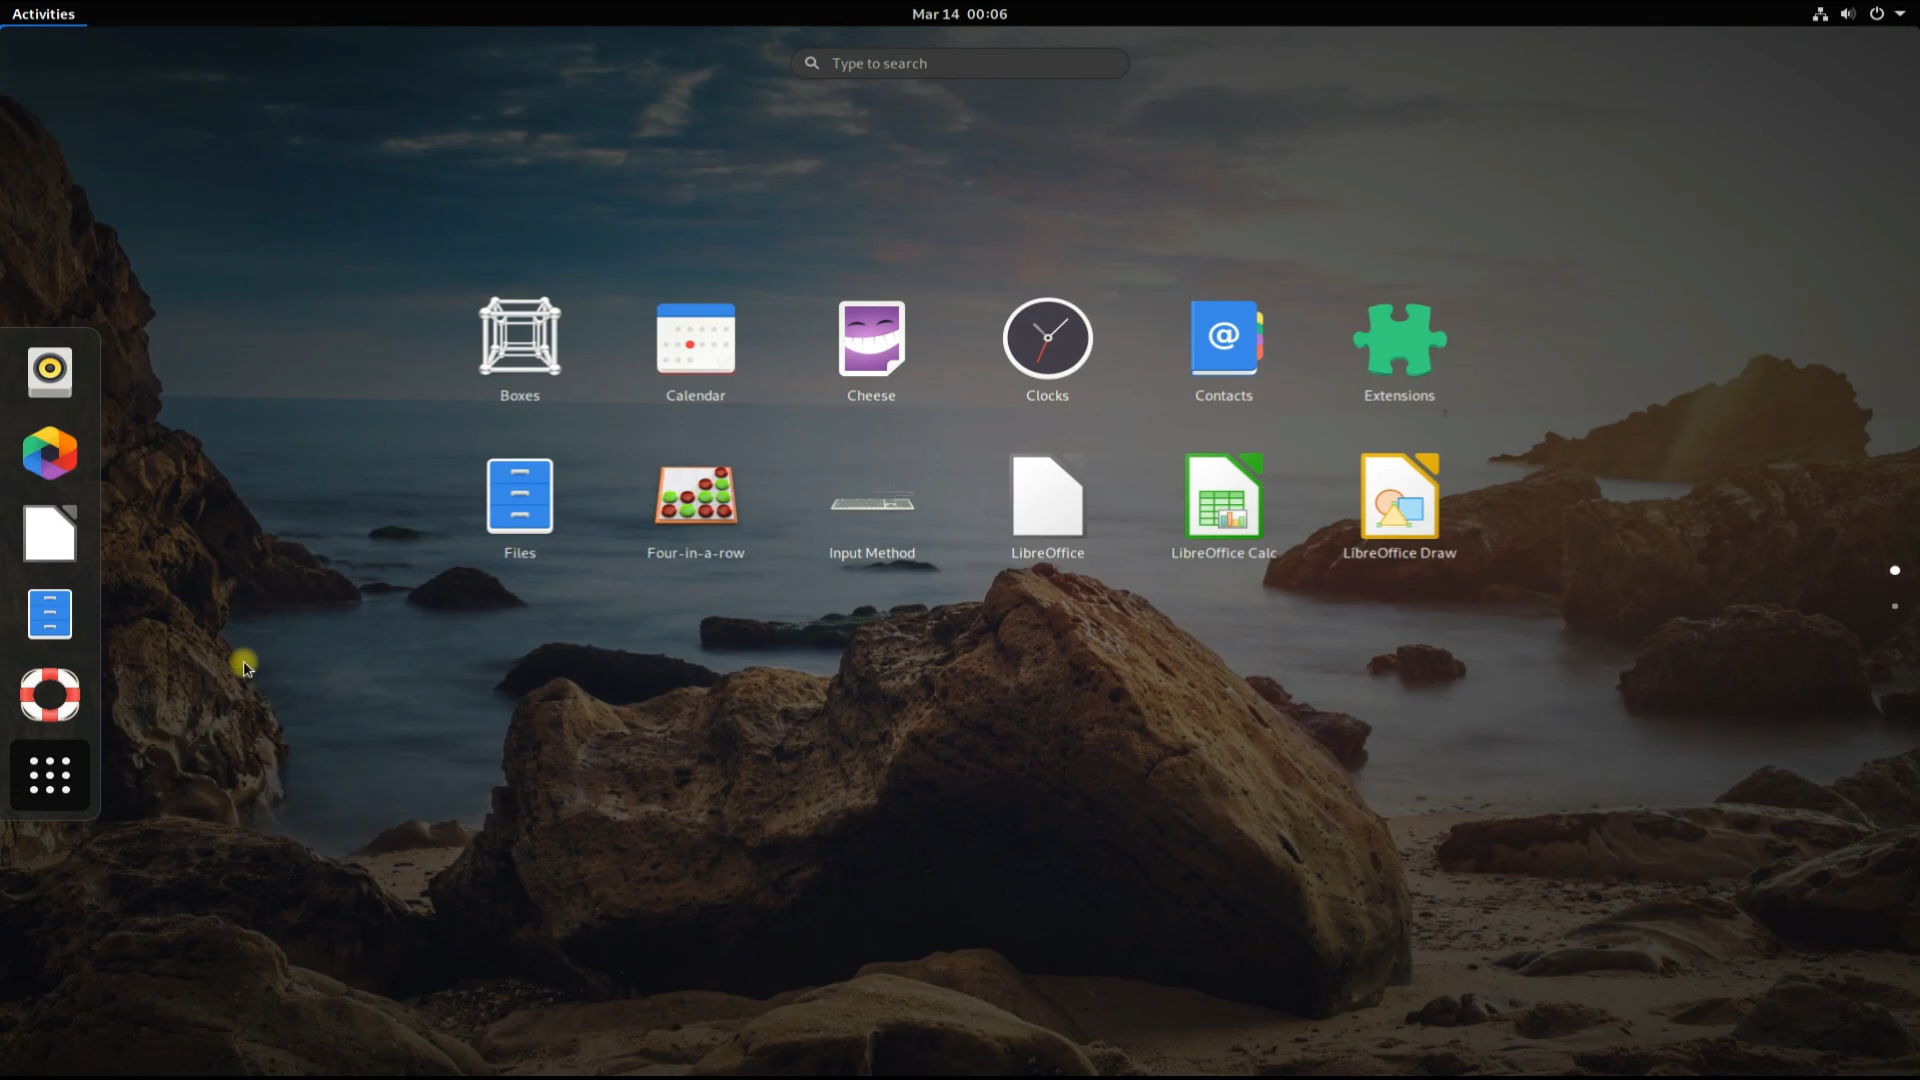 Activities
Mar 14 00:06
Type to search
Boxes
Calendar
Cheese
Clocks
Contacts
Extensions
Files
Four-in-a-row
Input Method
LibreOffice
LibreOffice Calc
LibreOffice Draw